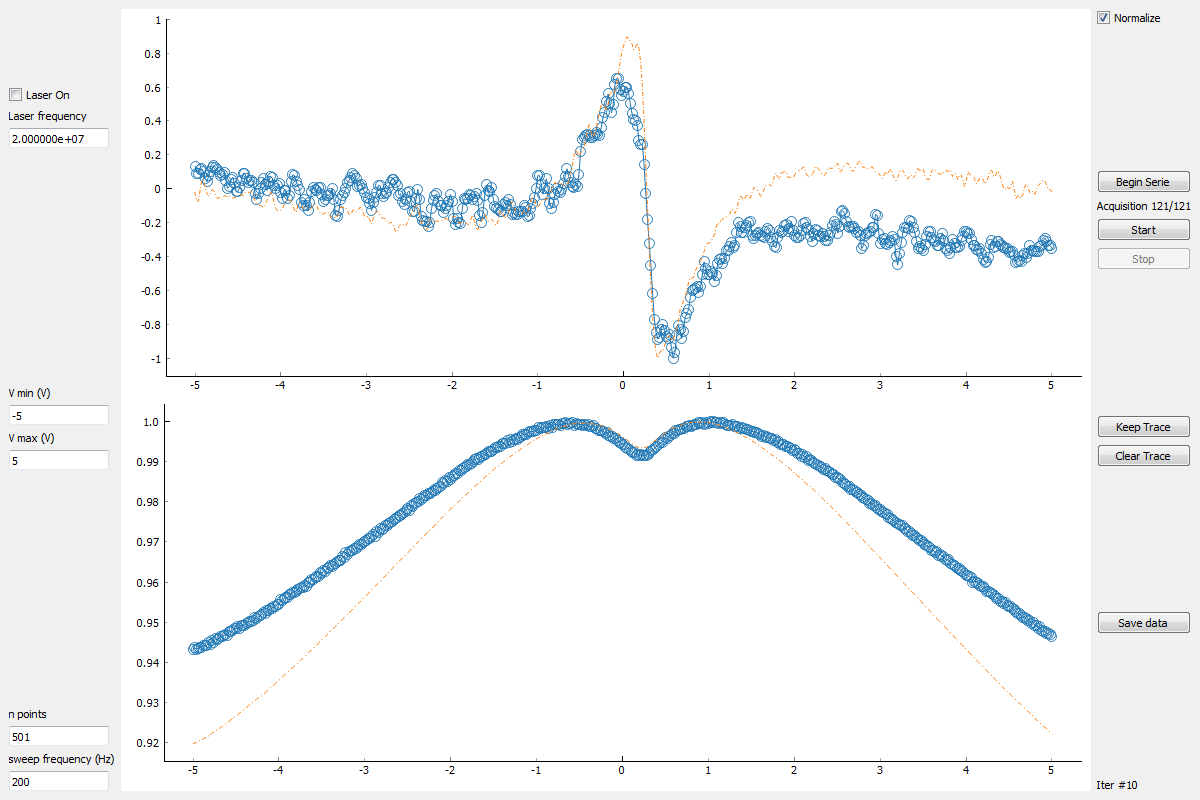 Laser On
Laser frequency
2.000000e+07
V min (V)
-5
V max (V)
5
n points
501
sweep frequency (Hz)
200
1
0.8
0.6
0.4
0.2
0
-0.2
-0.4
-0.6
-0.8
-1
-5 -4 -3 -2 -1 0 1 2 3 4 5
1.0
0.99
0.98
0.97
0.96
0.95
0.94
0.93
0.92
-5 -4 -3 -2 -1 0 1 2 3 4 5
Normalize
Begin Serie
Acquisition 121/121
Start
Stop
Keep Trace
Clear Trace
Save data
Iter #10